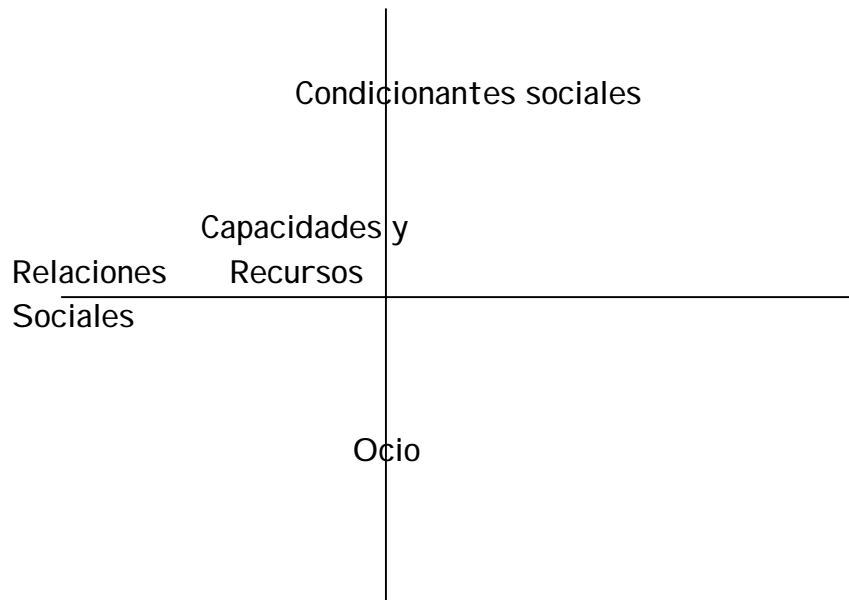 Condicionantes sociales
Capacidades y
Recursos
Relaciones
Sociales
Ocio